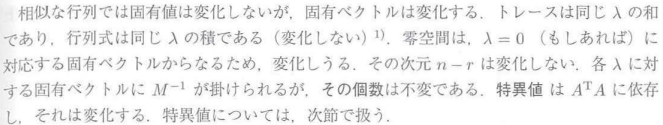 相似な行列では固有値は変化しないが，固有ベクトルは変化する．トレースは同じ λ の和
であり，行列式は同じ λ の積である（変化しない）¹⁾．零空間は，λ = 0 （もしあれば）に
対応する固有ベクトルからなるため，変化しうる．その次元 n − r は変化しない．各 λ に対
する固有ベクトルに M⁻¹ が掛けられるが，その個数は不変である．特異値 は AᵀA に依存
し，それは変化する．特異値については，次節で扱う．